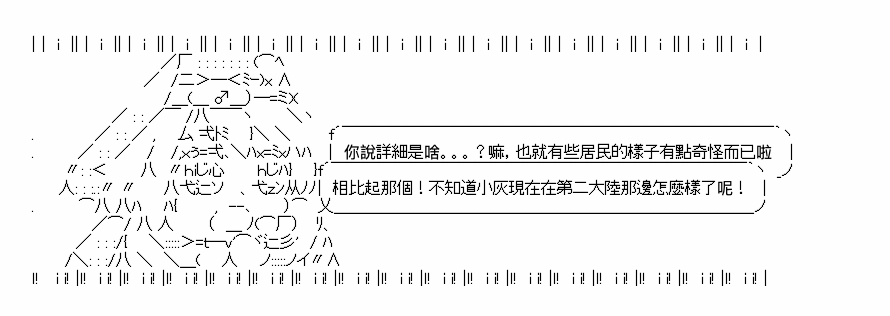 你說詳細是啥。。。？嘛，也就有些居民的樣子有點奇怪而已啦
相比起那個！不知道小灰現在在第二大陸那邊怎麼樣了呢！